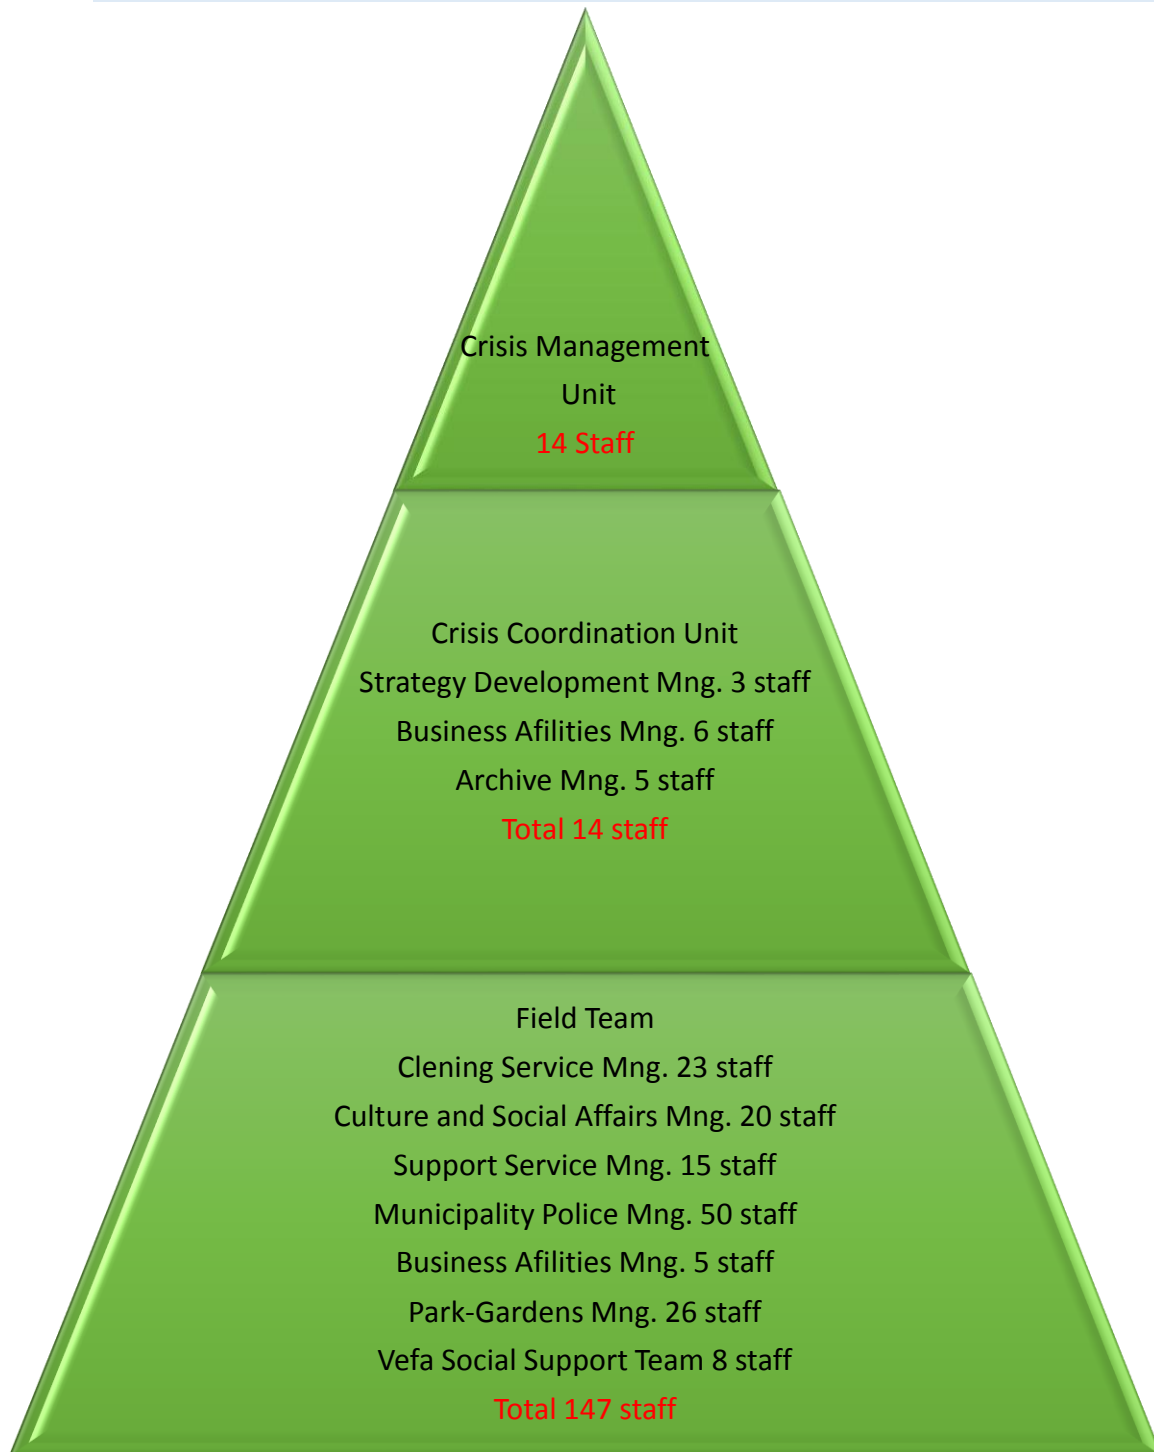 Crisis Management
Unit
14 Staff
Crisis Coordination Unit
Strategy Development Mng. 3 staff
Business Afilities Mng. 6 staff
Archive Mng. 5 staff
Total 14 staff
Field Team
Clening Service Mng. 23 staff
Culture and Social Affairs Mng. 20 staff
Support Service Mng. 15 staff
Municipality Police Mng. 50 staff
Business Afilities Mng. 5 staff
Park-Gardens Mng. 26 staff
Vefa Social Support Team 8 staff
Total 147 staff